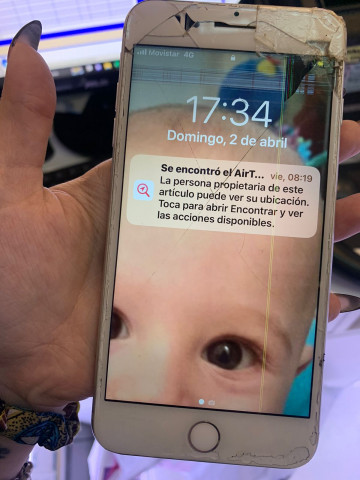 Movistar 4G
17:34
Domingo, 2 de abril
Se encontró el AirT... vie, 08:19
La persona propietaria de este
artículo puede ver su ubicación.
Toca para abrir Encontrar y ver
las acciones disponibles.